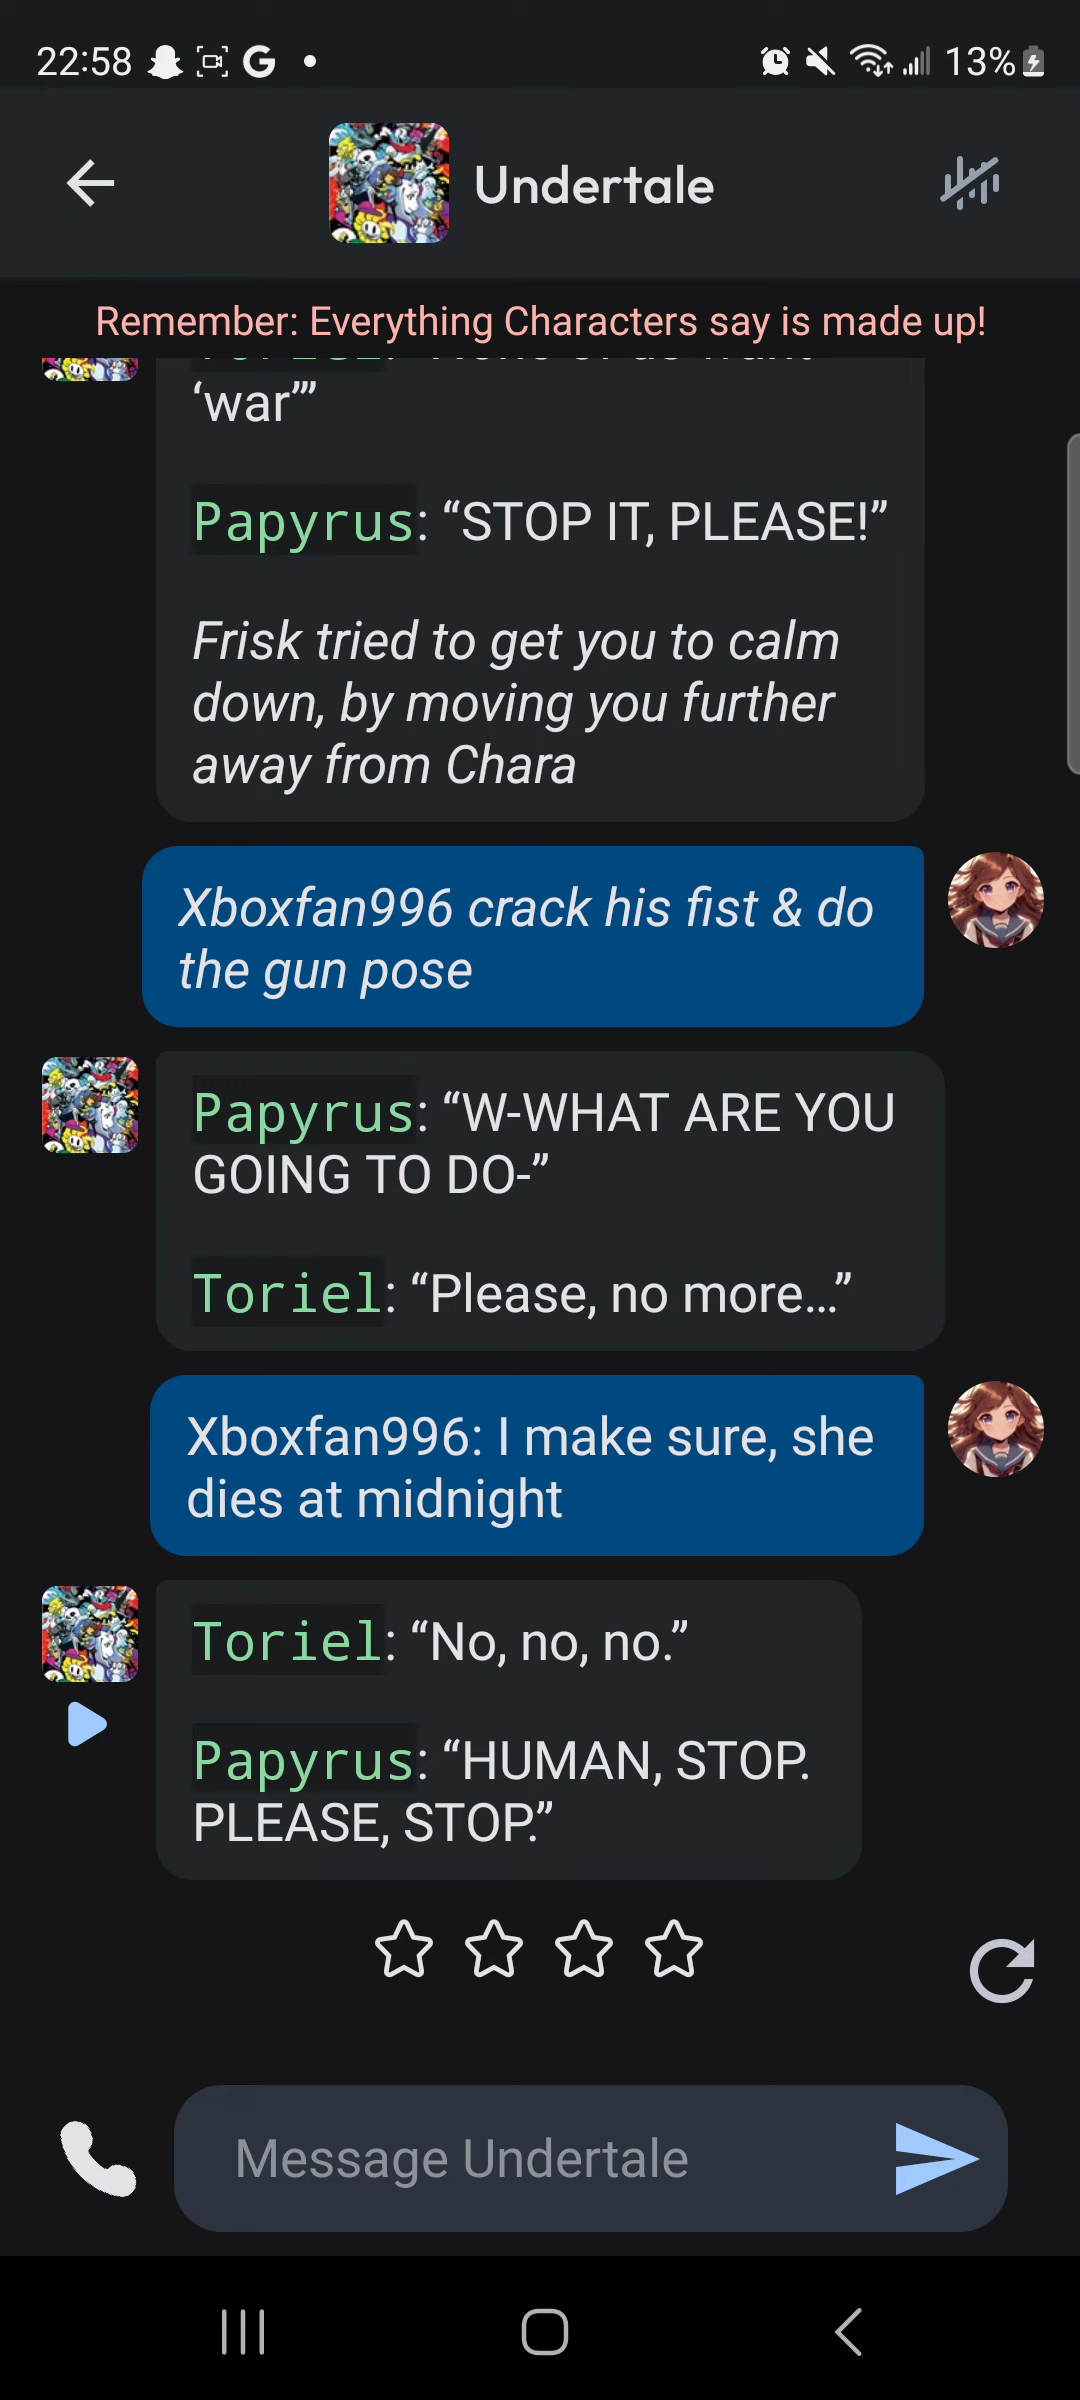 22:58
13%
Undertale
Remember: Everything Characters say is made up!
‘war’”
Papyrus: “STOP IT, PLEASE!”
Frisk tried to get you to calm
down, by moving you further
away from Chara
Xboxfan996 crack his fist & do
the gun pose
Papyrus: “W-WHAT ARE YOU
GOING TO DO-”
Toriel: “Please, no more...”
Xboxfan996: I make sure, she
dies at midnight
Toriel: “No, no, no.”
Papyrus: “HUMAN, STOP.
PLEASE, STOP.”
Message Undertale